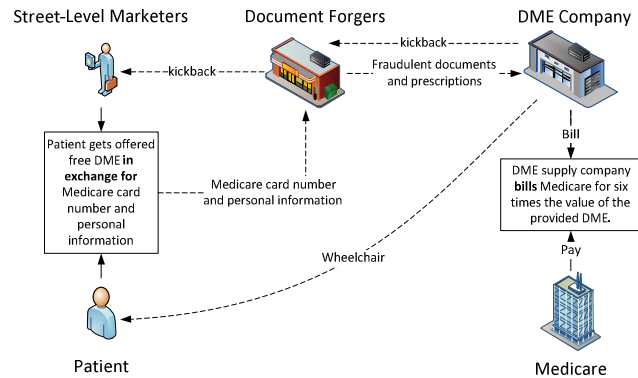 Street-Level Marketers
Document Forgers
DME Company
kickback
kickback
Fraudulent documents
and prescriptions
Bill
Patient gets offered
free DME in
exchange for
Medicare card
number and
personal
information
Medicare card number
and personal information
DME supply company
bills Medicare for six
times the value of the
provided DME.
Pay
Wheelchair
Patient
Medicare